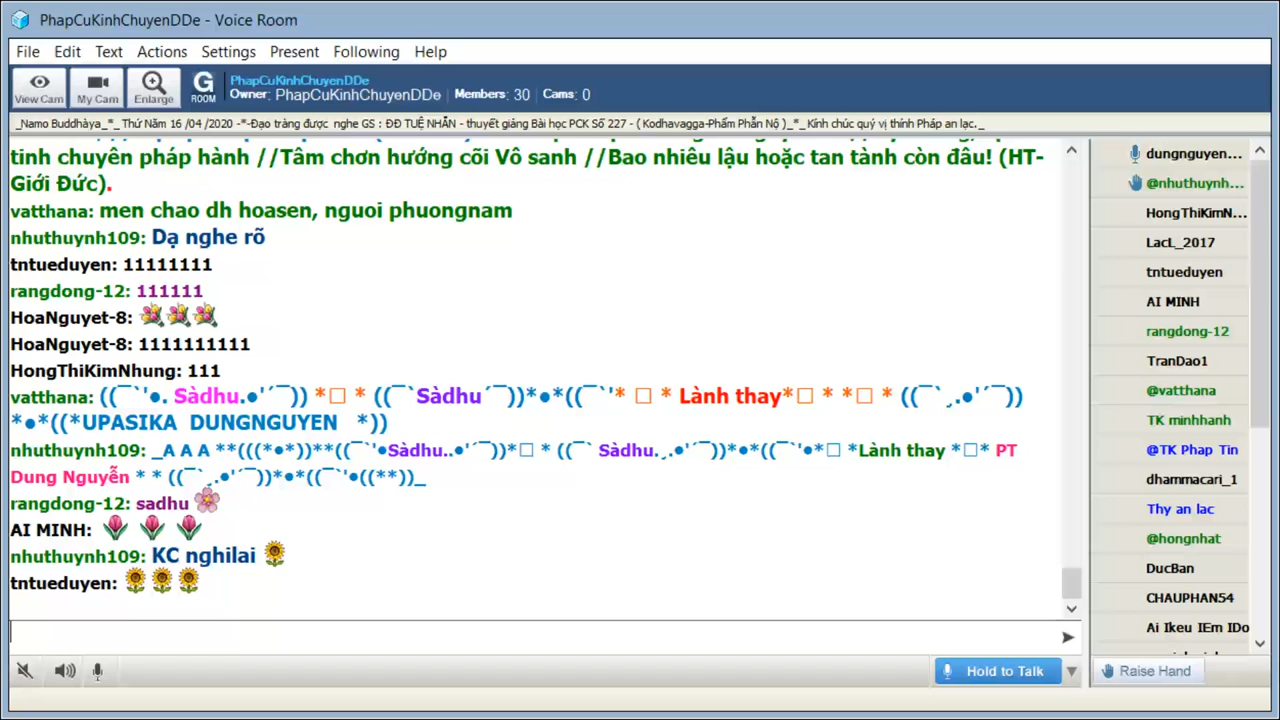 PhapCuKinhChuyenDDe - Voice Room
File Edit Text Actions Settings Present Following Help
View Cam My Cam Enlarge G ROOM
PhapCuKinhChuyenDDe
Owner: PhapCuKinhChuyenDDe Members: 30 Cams: 0
_Namo Buddhàya_*_ Thứ Năm 16 /04 /2020 -*-Đạo tràng được nghe GS : ĐĐ TUỆ NHẪN - thuyết giảng Bài học PCK Số 227 - ( Kodhavagga-Phẩm Phẫn Nộ )_*_ Kính chúc quý vị thính Pháp an lạc._
tinh chuyên pháp hành //Tâm chơn hướng cõi Vô sanh //Bao nhiêu lậu hoặc tan tành còn đâu! (HT-
Giới Đức).
vatthana: men chao dh hoasen, nguoi phuongnam
nhuthuynh109: Dạ nghe rõ
tntueduyen: 11111111
rangdong-12: 111111
HoaNguyet-8:
HoaNguyet-8: 1111111111
HongThiKimNhung: 111
vatthana: ((¯`'●. Sàdhu.●'´¯)) *□ * ((¯`Sàdhu´¯))*●*((¯`'* □ * Lành thay*□ * *□ * ((¯`¸.●'´¯))
*●*((*UPASIKA DUNGNGUYEN *))
nhuthuynh109: _A A A **(((*●*))**((¯`'●Sàdhu..●'´¯))*□ * ((¯` Sàdhu.¸.●'´¯))*●*((¯`'●*□ *Lành thay *□* PT
Dung Nguyễn * * ((¯`¸.●'´¯))*●*((¯`'●((**))_
rangdong-12: sadhu
AI MINH:
nhuthuynh109: KC nghilai
tntueduyen:
Hold to Talk
dungnguyen...
@nhuthuynh...
HongThiKimN...
LacL_2017
tntueduyen
AI MINH
rangdong-12
TranDao1
@vatthana
TK minhhanh
@TK Phap Tin
dhammacari_1
Thy an lac
@hongnhat
DucBan
CHAUPHAN54
Ai Ikeu IEm IDo
Raise Hand